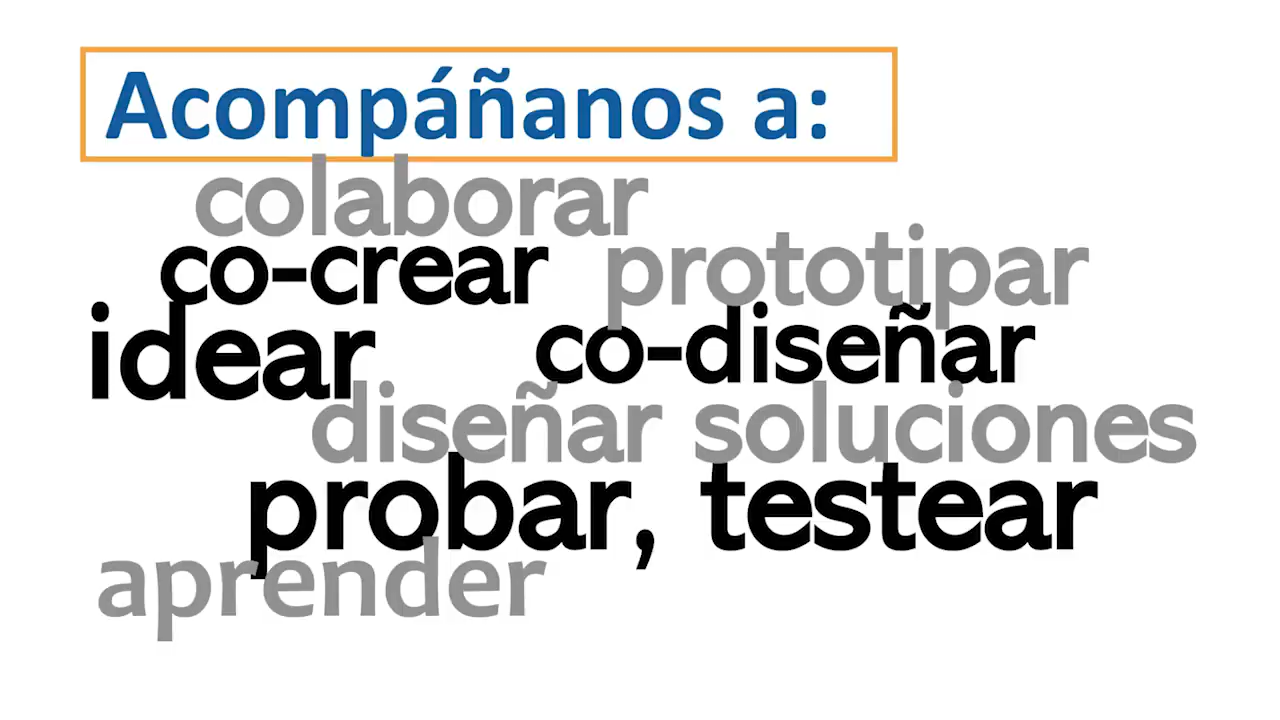 Acompáñanos a:
colaborar
co-crear prototipar
idear co-diseñar
diseñar soluciones
probar, testear
aprender